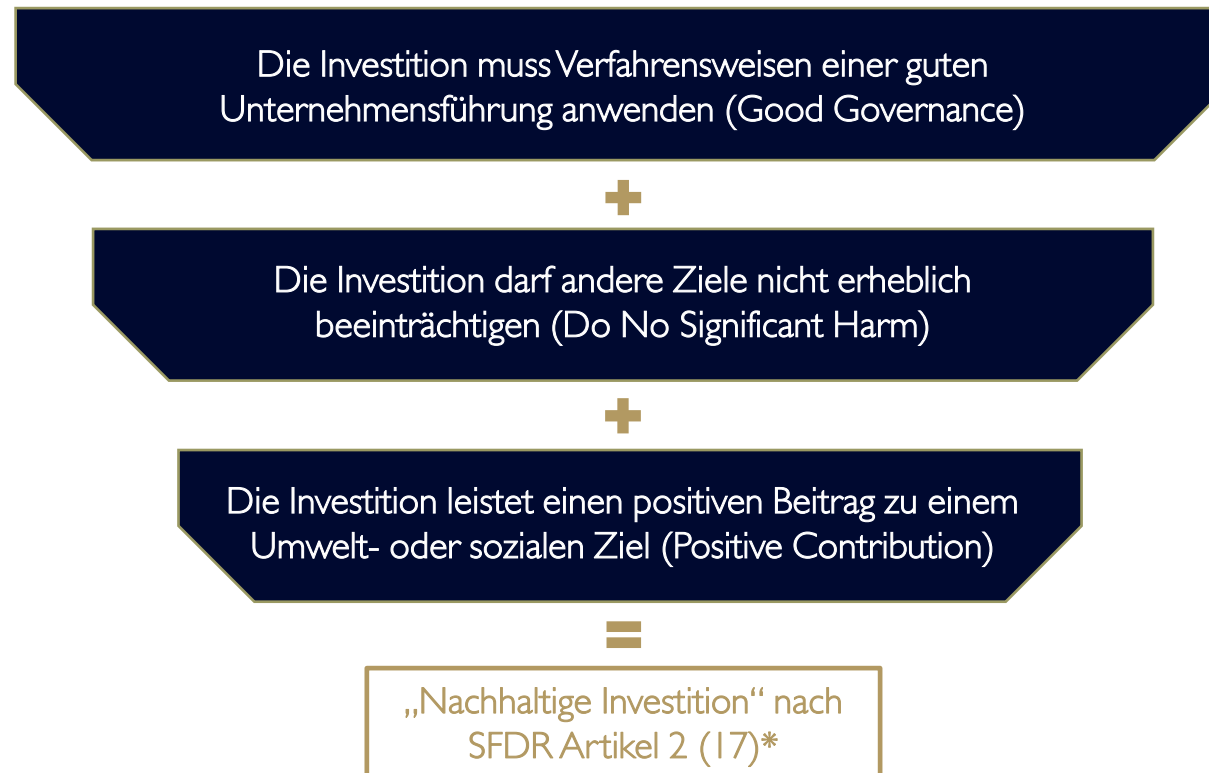 Die Investition muss Verfahrensweisen einer guten
Unternehmensführung anwenden (Good Governance)
+
Die Investition darf andere Ziele nicht erheblich
beeinträchtigen (Do No Significant Harm)
+
Die Investition leistet einen positiven Beitrag zu einem
Umwelt- oder sozialen Ziel (Positive Contribution)
=
„Nachhaltige Investition“ nach
SFDR Artikel 2 (17)*